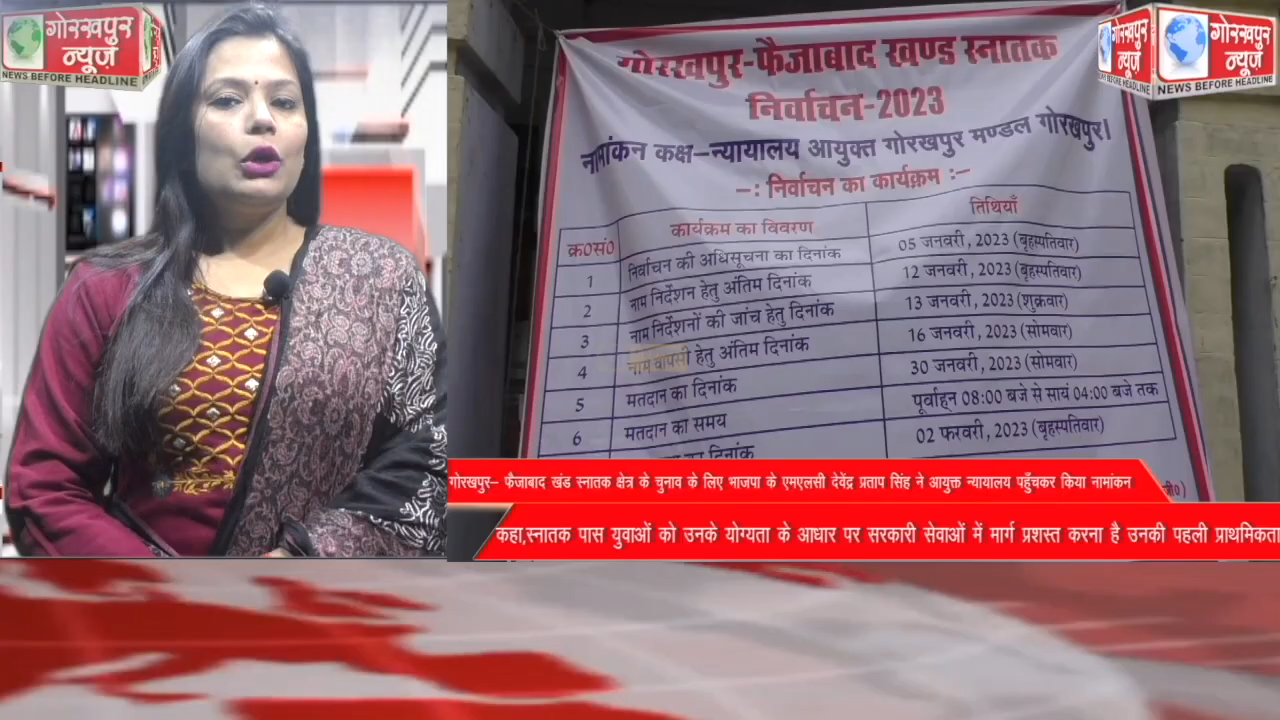 गोरखपुर
न्यूज़
NEWS BEFORE HEADLINE
गोरखपुर
न्यूज़
NEWS BEFORE HEADLINE
गोरखपुर
न्यूज़
NEWS BEFORE HEADLINE
गोरखपुर-फैजाबाद खण्ड स्नातक
निर्वाचन-2023
नामांकन कक्ष-न्यायालय आयुक्त गोरखपुर मण्डल गोरखपुर।
-: निर्वाचन का कार्यक्रम :-
क्र0सं0 कार्यक्रम का विवरण तिथियाँ
1 निर्वाचन की अधिसूचना का दिनांक 05 जनवरी, 2023 (बृहस्पतिवार)
2 नाम निर्देशन हेतु अंतिम दिनांक 12 जनवरी, 2023 (बृहस्पतिवार)
3 नाम निर्देशनों की जांच हेतु दिनांक 13 जनवरी, 2023 (शुक्रवार)
4 नाम वापसी हेतु अंतिम दिनांक 16 जनवरी, 2023 (सोमवार)
5 मतदान का दिनांक 30 जनवरी, 2023 (सोमवार)
6 मतदान का समय पूर्वाहन 08:00 बजे से सायं 04:00 बजे तक
का दिनांक 02 फरवरी, 2023 (बृहस्पतिवार)
गोरखपुर– फैजाबाद खंड स्नातक क्षेत्र के चुनाव के लिए भाजपा के एमएलसी देवेंद्र प्रताप सिंह ने आयुक्त न्यायालय पहुँचकर किया नामांकन
कहा,स्नातक पास युवाओं को उनके योग्यता के आधार पर सरकारी सेवाओं में मार्ग प्रशस्त करना है उनकी पहली प्राथमिकता